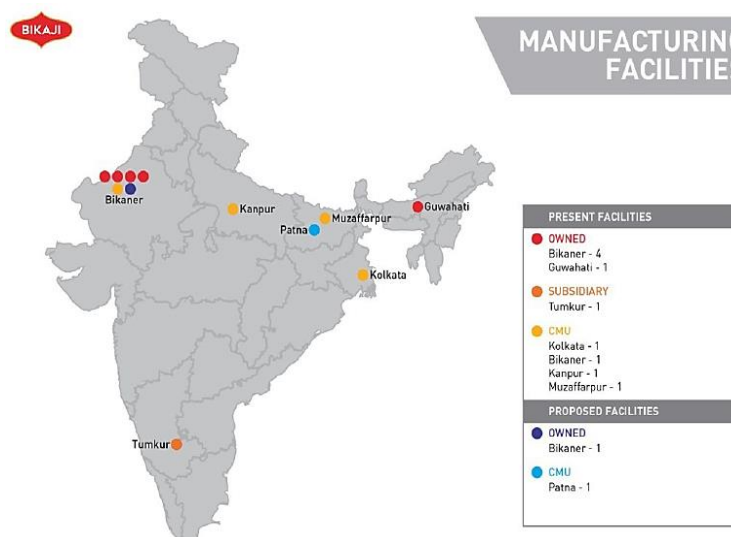 BIKAJI
MANUFACTURING
FACILITIES
Bikaner
Kanpur
Muzaffarpur
Patna
Guwahati
Kolkata
Tumkur
PRESENT FACILITIES
OWNED
Bikaner - 4
Guwahati - 1
SUBSIDIARY
Tumkur - 1
CMU
Kolkata - 1
Bikaner - 1
Kanpur - 1
Muzaffarpur - 1
PROPOSED FACILITIES
OWNED
Bikaner - 1
CMU
Patna - 1